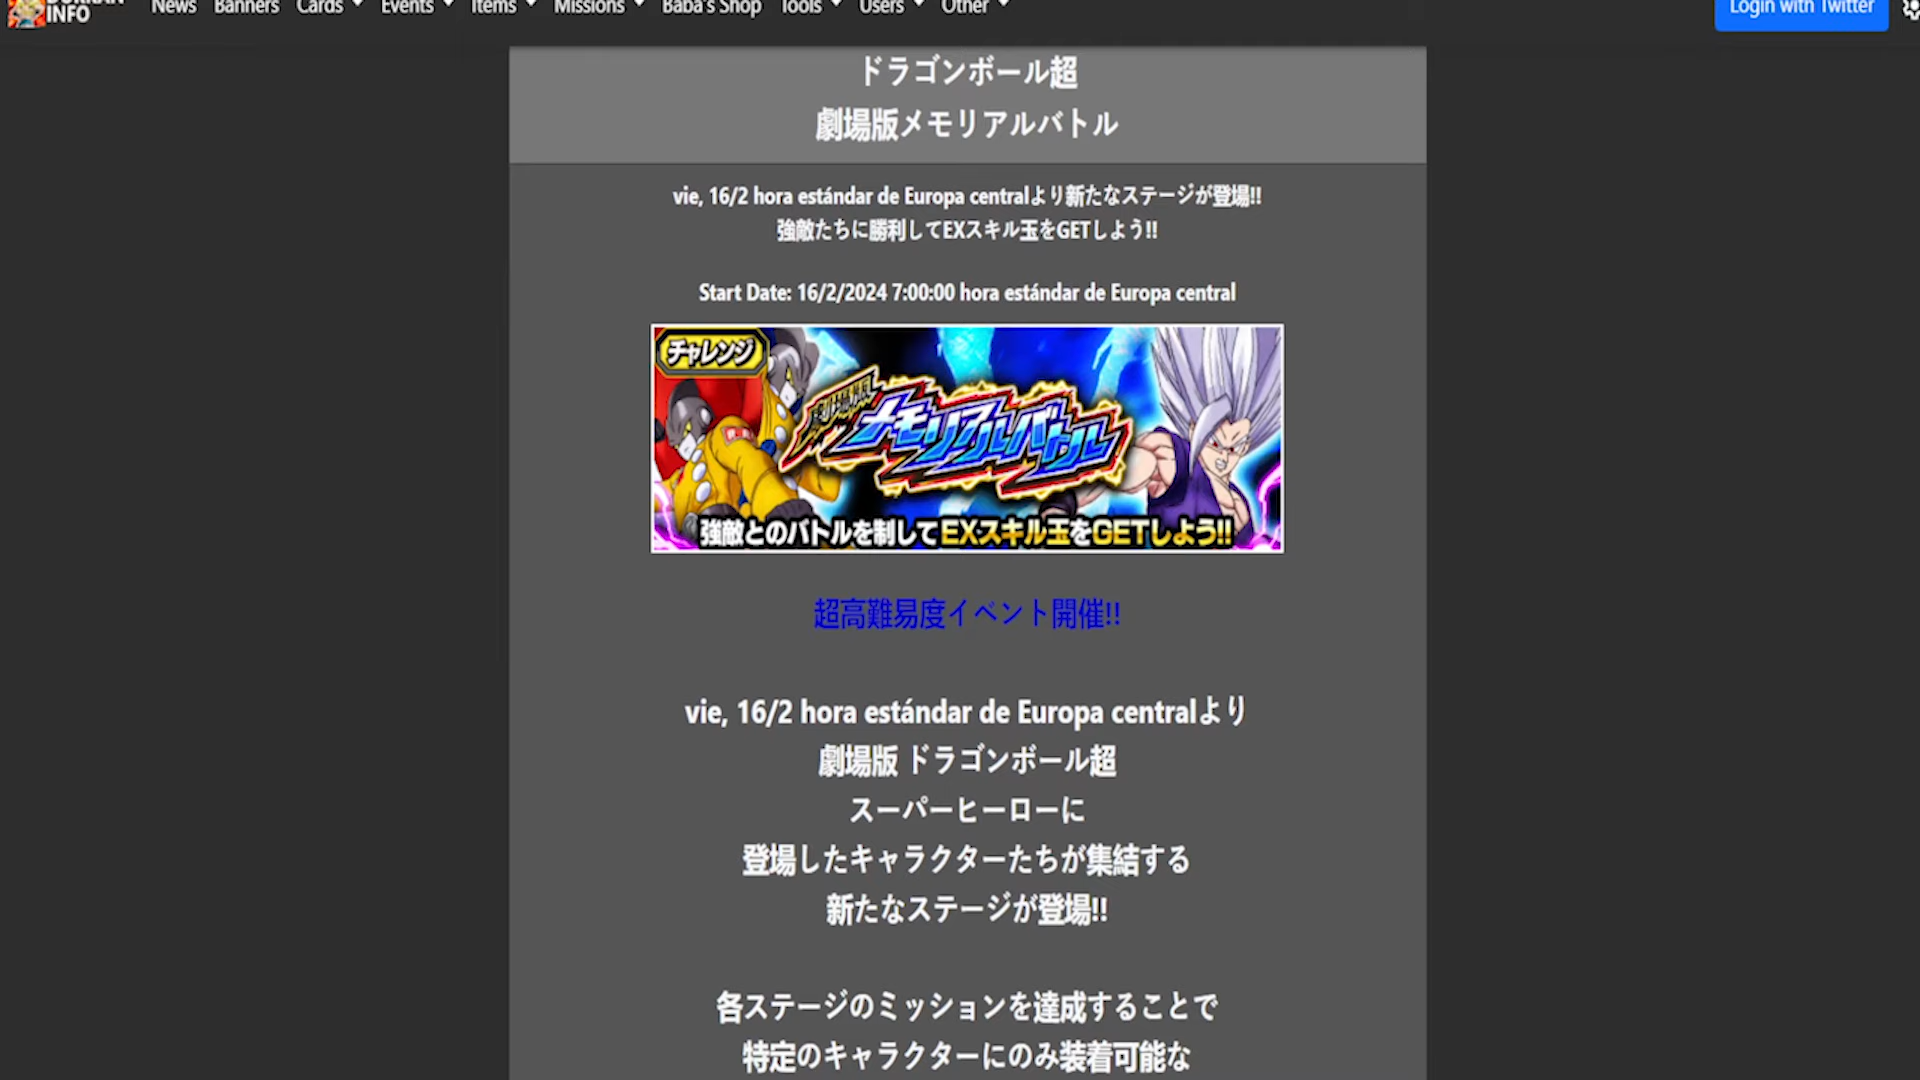 INFO
News Banners Cards Events Items Missions Baba's Shop Tools Users Other
Login with Twitter
ドラゴンボール超
劇場版メモリアルバトル
vie, 16/2 hora estándar de Europa centralより新たなステージが登場!!
強敵たちに勝利してEXスキル玉をGETしよう!!
Start Date: 16/2/2024 7:00:00 hora estándar de Europa central
チャレンジ
劇場版
メモリアルバトル
強敵とのバトルを制してEXスキル玉をGETしよう!!
超高難易度イベント開催!!
vie, 16/2 hora estándar de Europa centralより
劇場版 ドラゴンボール超
スーパーヒーローに
登場したキャラクターたちが集結する
新たなステージが登場!!
各ステージのミッションを達成することで
特定のキャラクターにのみ装着可能な